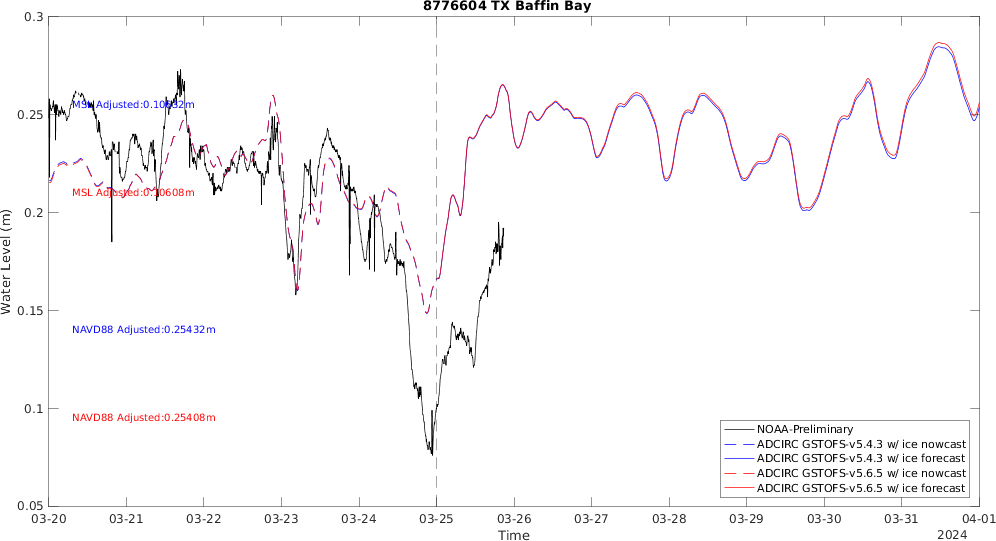 8776604 TX Baffin Bay
0.3
0.25
0.2
0.15
0.1
0.05
Water Level (m)
MSL Adjusted:0.10632m
MSL Adjusted:0.10608m
NAVD88 Adjusted:0.25432m
NAVD88 Adjusted:0.25408m
NOAA-Preliminary
ADCIRC GSTOFS-v5.4.3 w/ ice nowcast
ADCIRC GSTOFS-v5.4.3 w/ ice forecast
ADCIRC GSTOFS-v5.6.5 w/ ice nowcast
ADCIRC GSTOFS-v5.6.5 w/ ice forecast
03-20 03-21 03-22 03-23 03-24 03-25 03-26 03-27 03-28 03-29 03-30 03-31 04-01
Time
2024